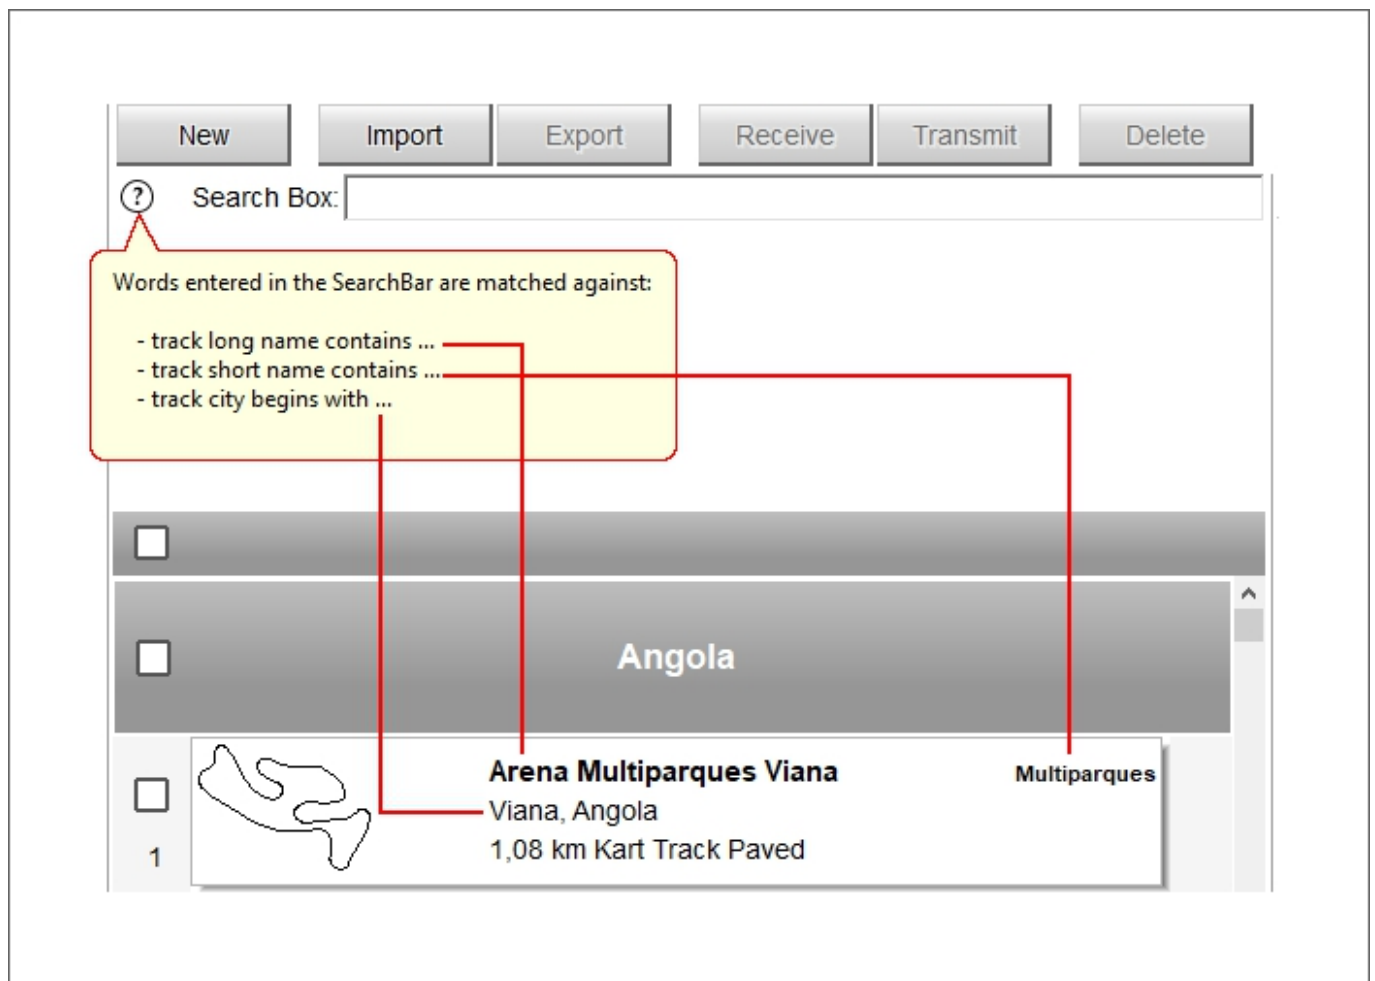 New Import Export Receive Transmit Delete
? Search Box:
Words entered in the SearchBar are matched against:
- track long name contains ...
- track short name contains ...
- track city begins with ...
Angola
Arena Multiparques Viana Multiparques
Viana, Angola
1,08 km Kart Track Paved
1